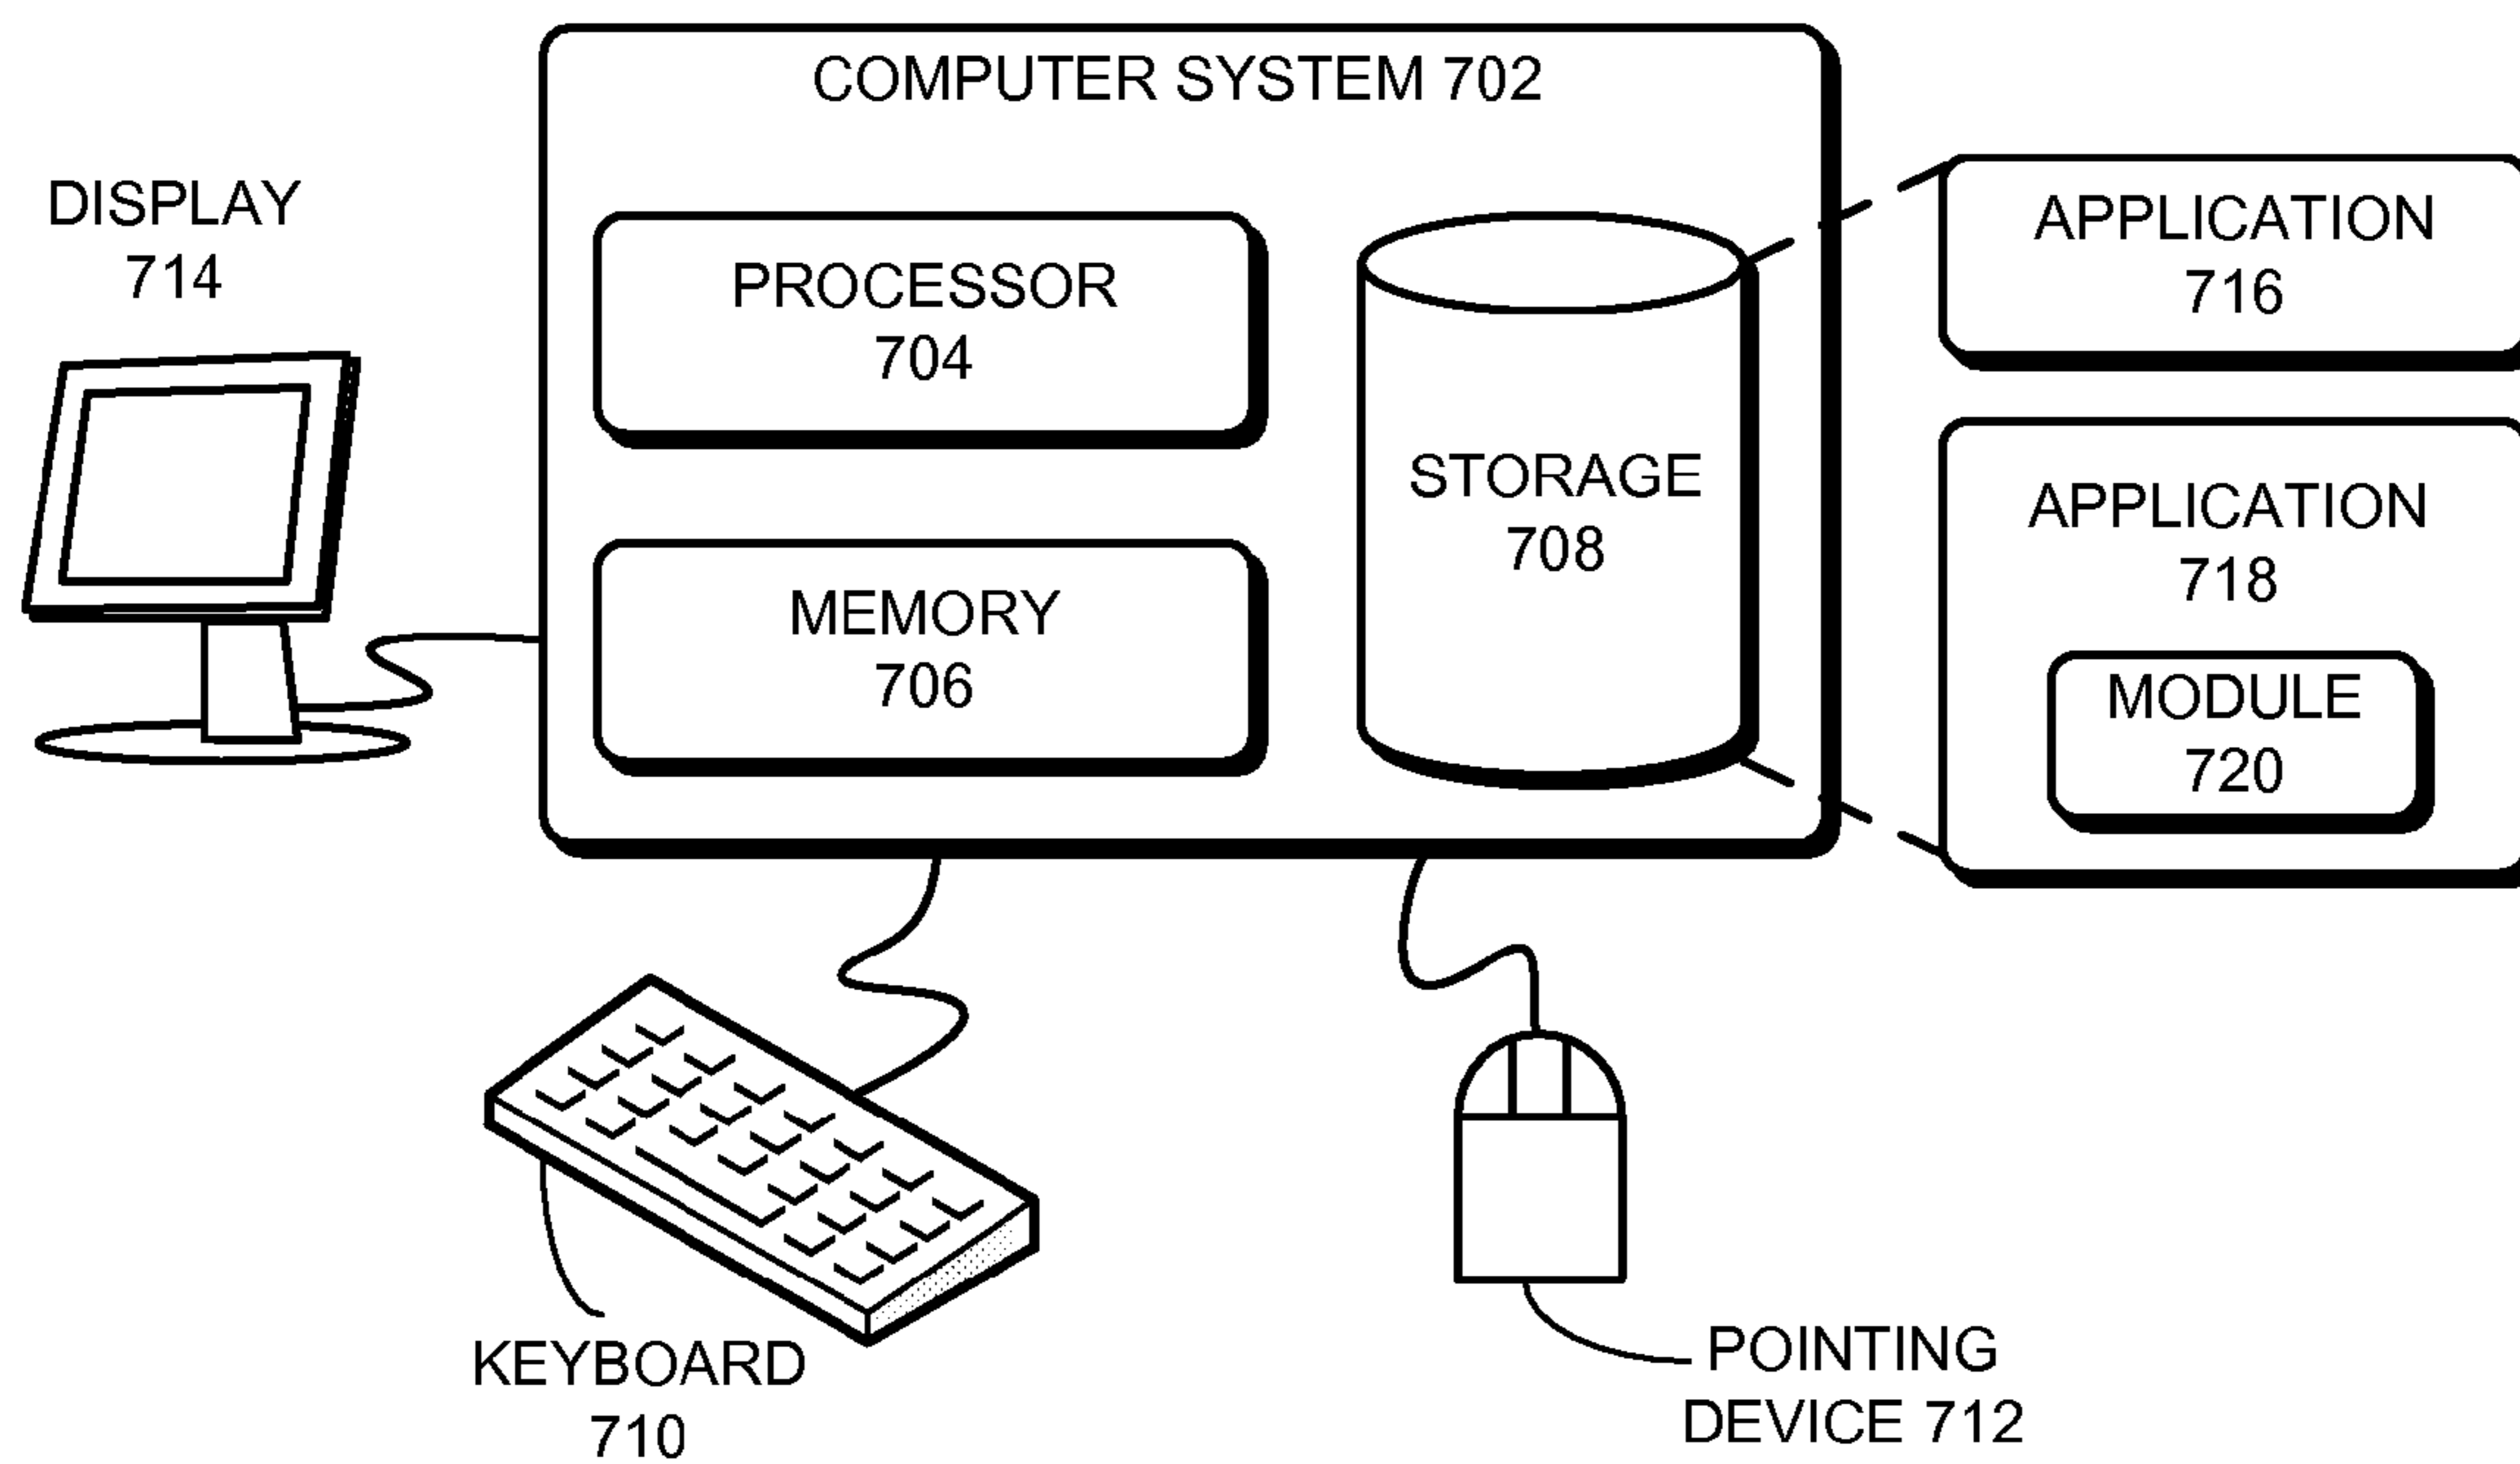 COMPUTER SYSTEM 702
DISPLAY
714
PROCESSOR
704
MEMORY
706
STORAGE
708
APPLICATION
716
APPLICATION
718
MODULE
720
KEYBOARD
710
POINTING
DEVICE 712